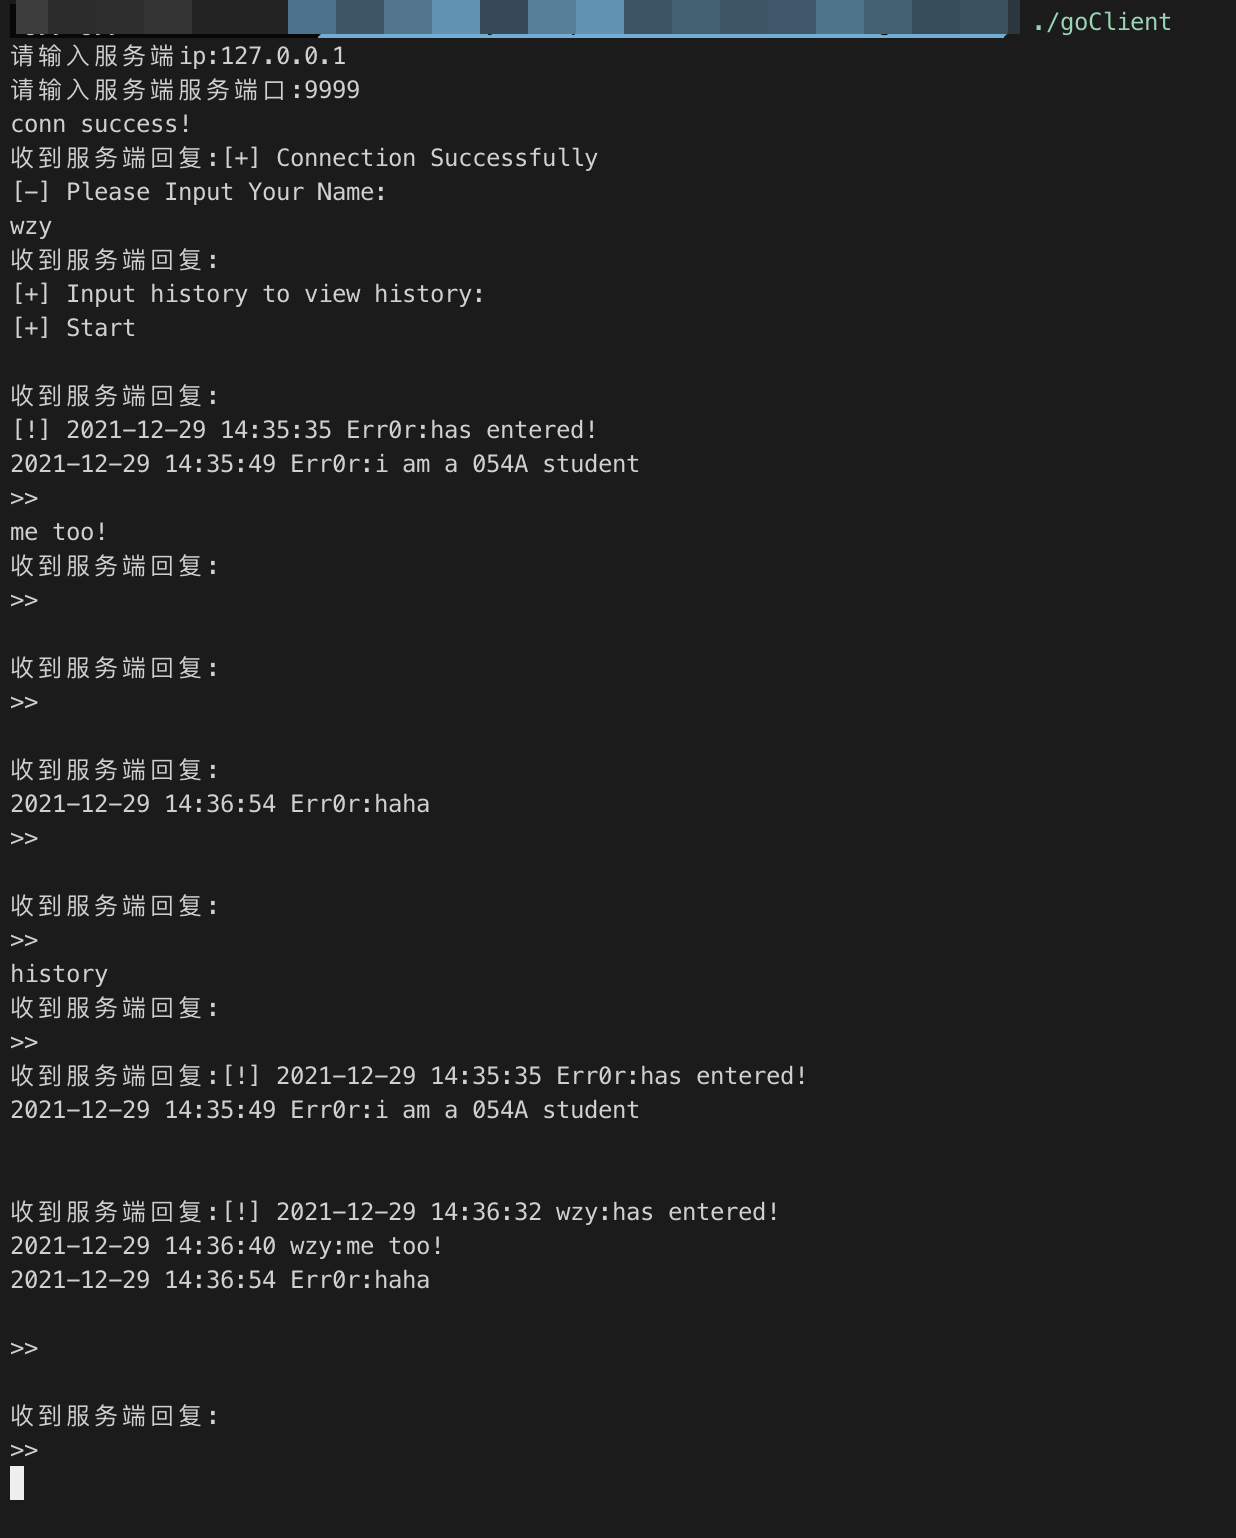 ./goClient
请输入服务端ip:127.0.0.1
请输入服务端服务端口:9999
conn success!
收到服务端回复:[+] Connection Successfully
[-] Please Input Your Name:
wzy
收到服务端回复:
[+] Input history to view history:
[+] Start
收到服务端回复:
[!] 2021-12-29 14:35:35 Err0r:has entered!
2021-12-29 14:35:49 Err0r:i am a 054A student
>>
me too!
收到服务端回复:
>>
收到服务端回复:
>>
收到服务端回复:
2021-12-29 14:36:54 Err0r:haha
>>
收到服务端回复:
>>
history
收到服务端回复:
>>
收到服务端回复:[!] 2021-12-29 14:35:35 Err0r:has entered!
2021-12-29 14:35:49 Err0r:i am a 054A student
收到服务端回复:[!] 2021-12-29 14:36:32 wzy:has entered!
2021-12-29 14:36:40 wzy:me too!
2021-12-29 14:36:54 Err0r:haha
>>
收到服务端回复:
>>